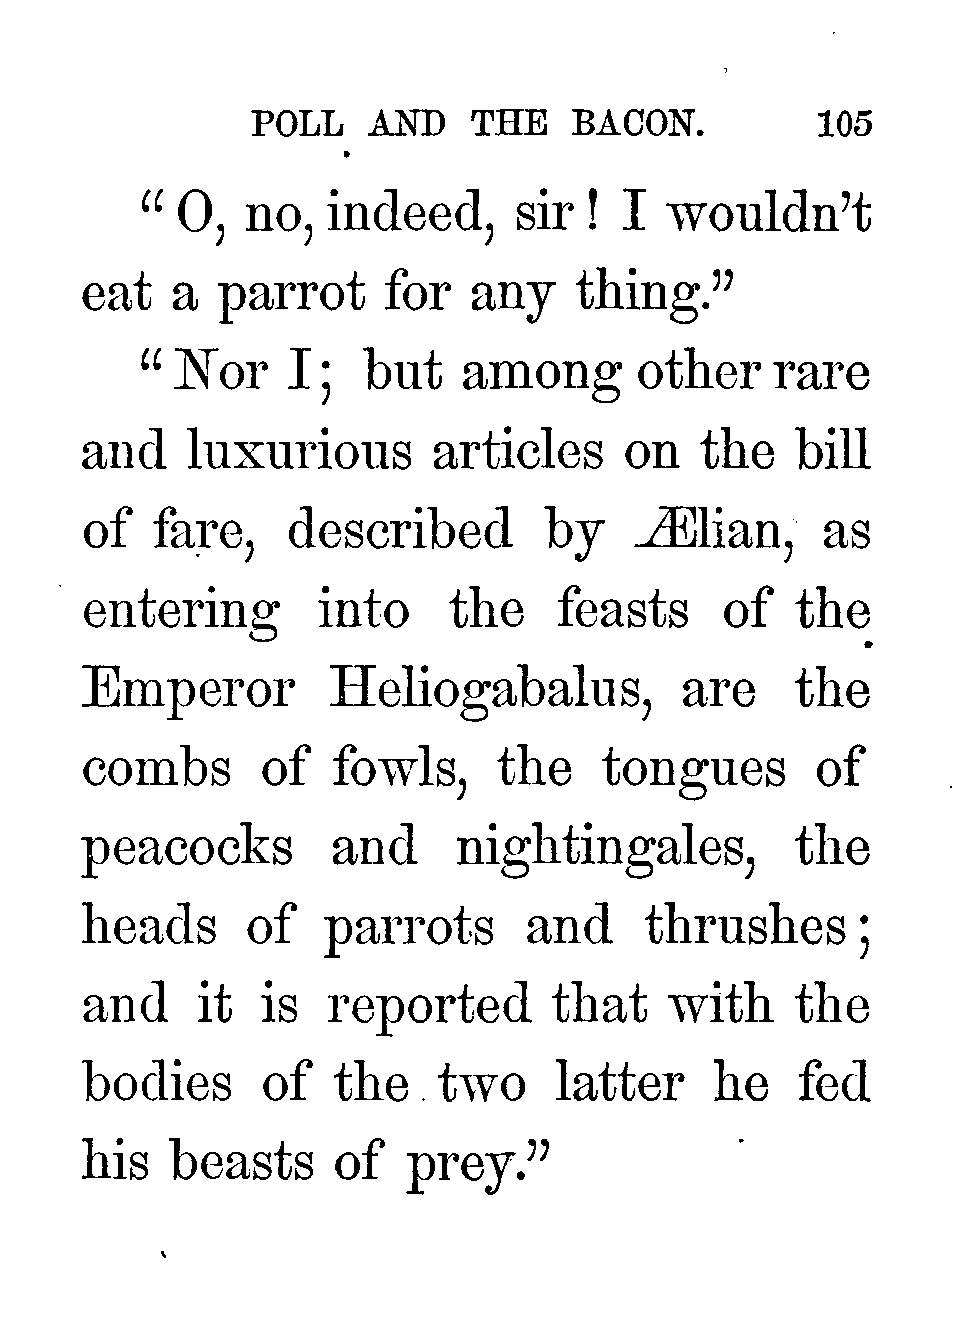 POLL AND THE BACON. 105
“O, no, indeed, sir! I wouldn’t
eat a parrot for any thing.”
“Nor I; but among other rare
and luxurious articles on the bill
of fare, described by Ælian, as
entering into the feasts of the
Emperor Heliogabalus, are the
combs of fowls, the tongues of
peacocks and nightingales, the
heads of parrots and thrushes;
and it is reported that with the
bodies of the two latter he fed
his beasts of prey.”